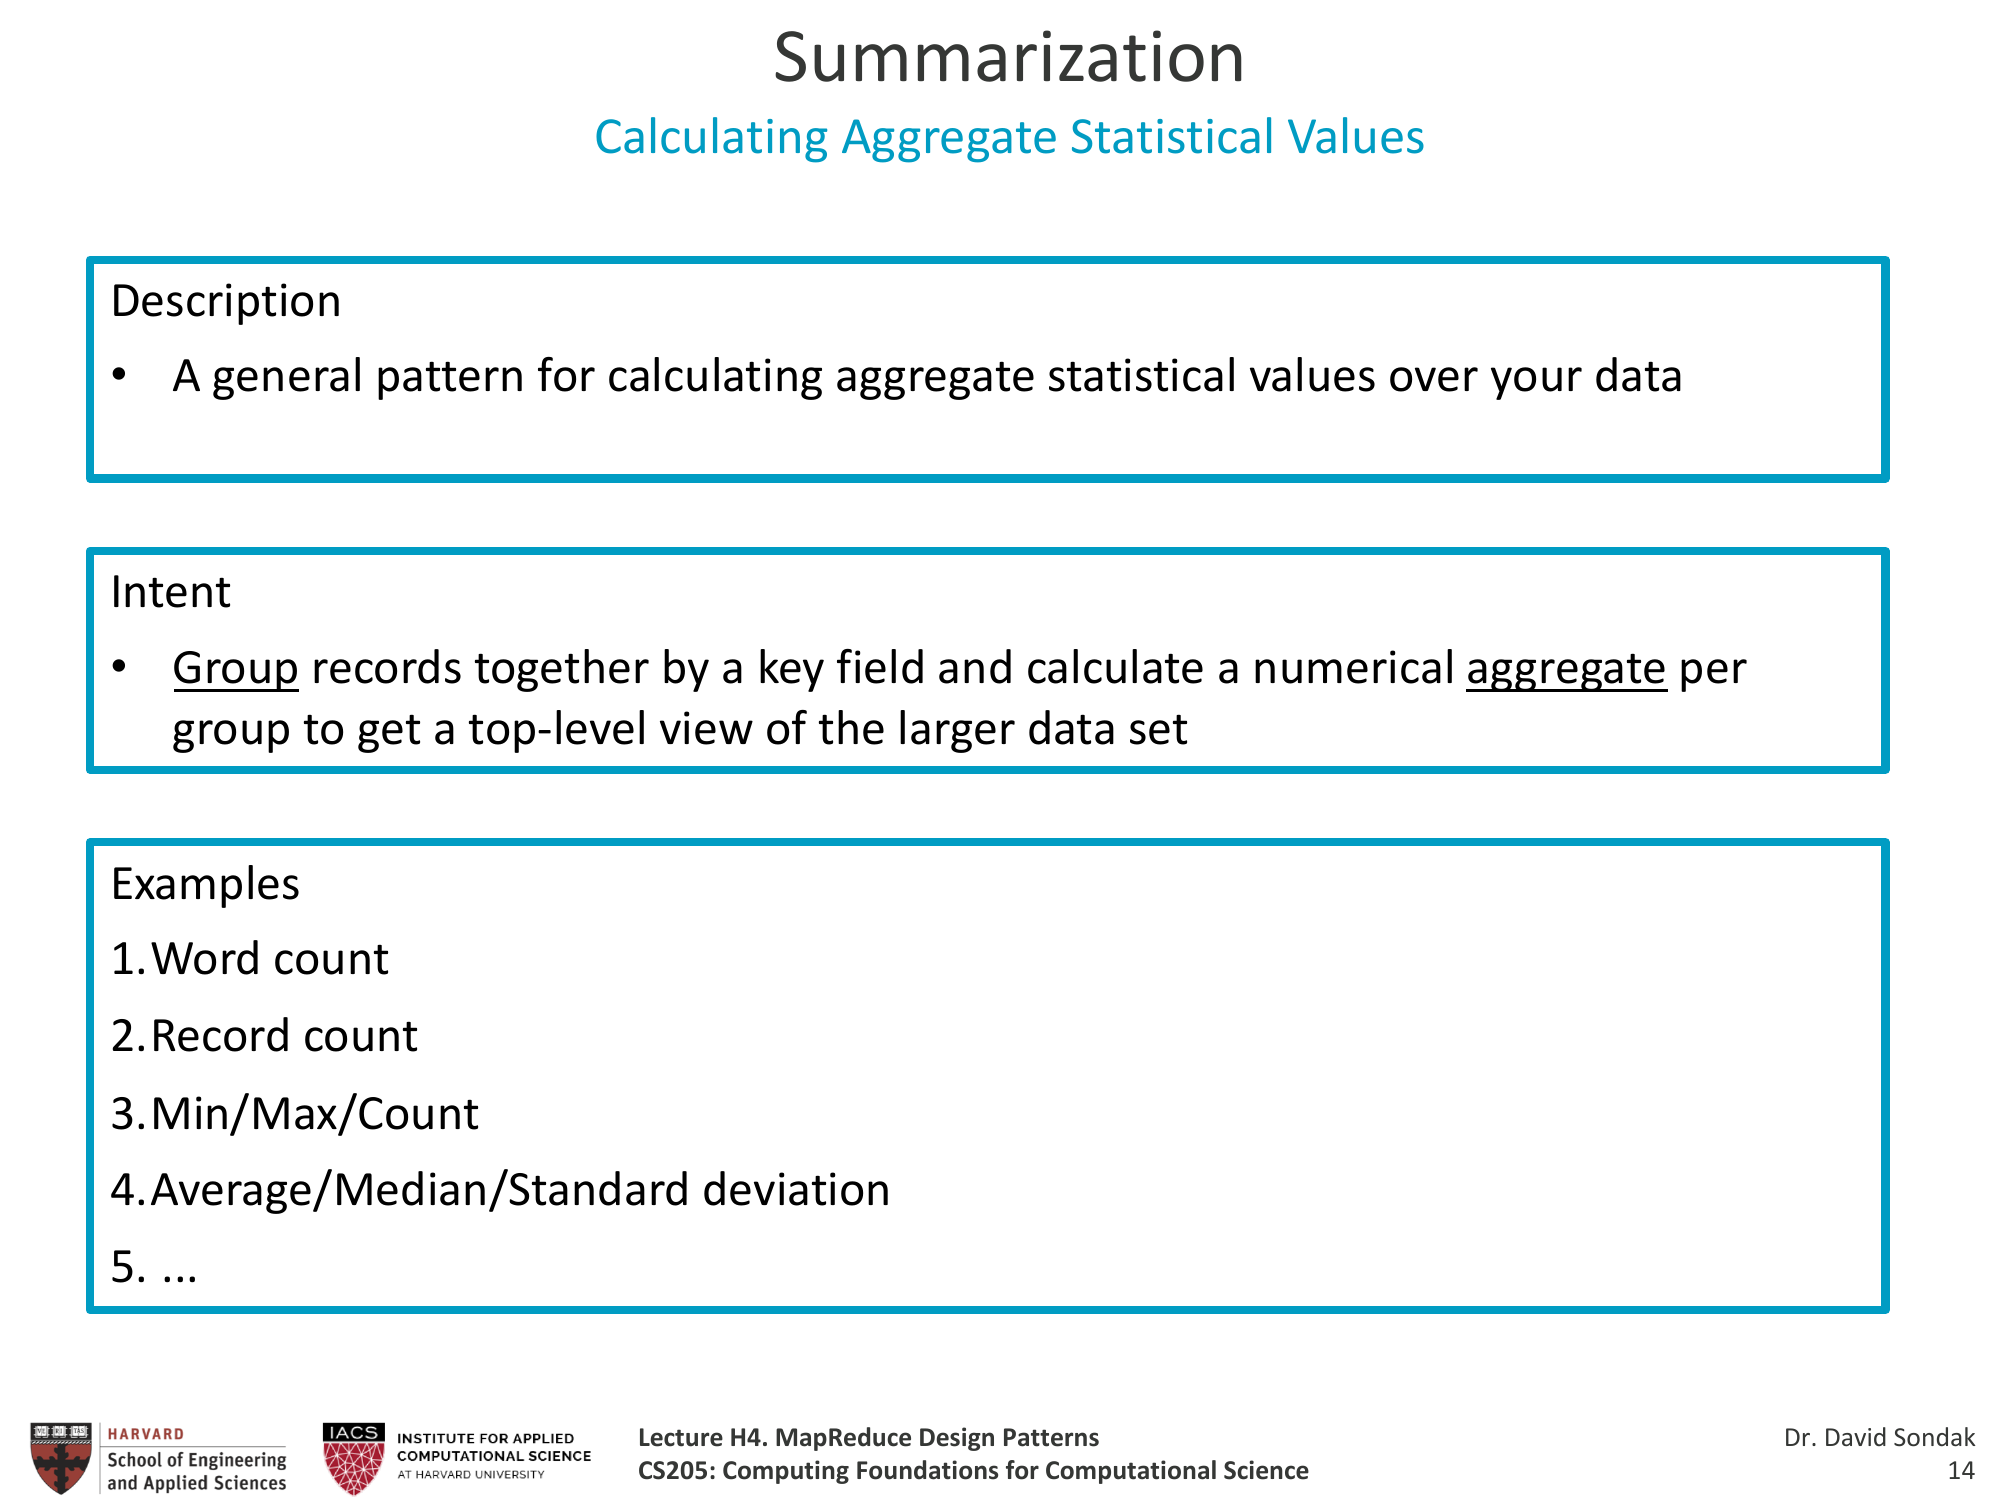 Summarization
Calculating Aggregate Statistical Values
Description
• A general pattern for calculating aggregate statistical values over your data
Intent
• Group records together by a key field and calculate a numerical aggregate per
group to get a top-level view of the larger data set
Examples
1. Word count
2. Record count
3. Min/Max/Count
4. Average/Median/Standard deviation
5. ...
HARVARD
School of Engineering
and Applied Sciences
IACS
INSTITUTE FOR APPLIED
COMPUTATIONAL SCIENCE
AT HARVARD UNIVERSITY
Lecture H4. MapReduce Design Patterns
CS205: Computing Foundations for Computational Science
Dr. David Sondak
14